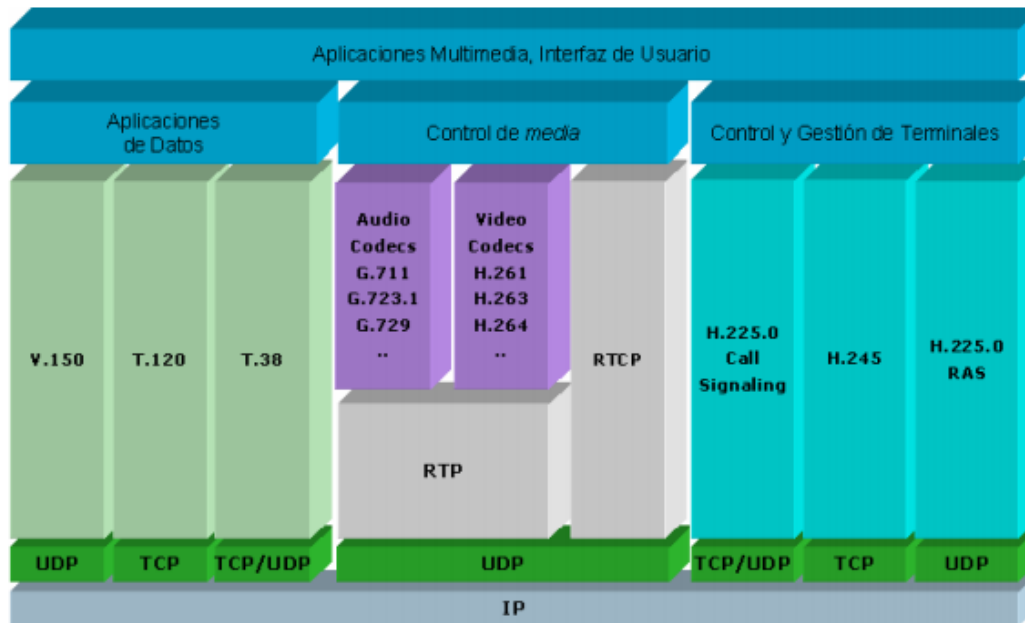 Aplicaciones Multimedia, Interfaz de Usuario
Aplicaciones
de Datos
Control de media
Control y Gestión de Terminales
V.150
T.120
T.38
Audio
Codecs
G.711
G.723.1
G.729
..
Video
Codecs
H.261
H.263
H.264
..
RTP
RTCP
H.225.0
Call
Signaling
H.245
H.225.0
RAS
UDP
TCP
TCP/UDP
UDP
TCP/UDP
TCP
UDP
IP